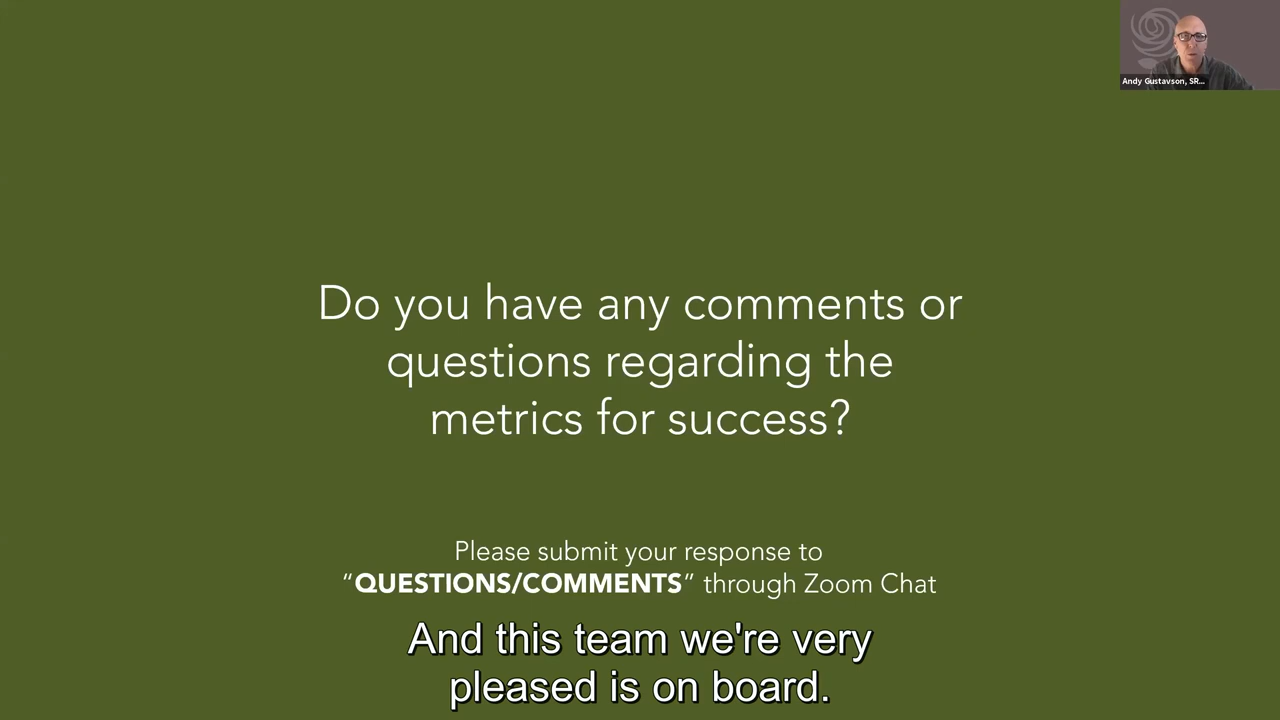 Andy Gustavson, SR...
Do you have any comments or
questions regarding the
metrics for success?
Please submit your response to
“QUESTIONS/COMMENTS” through Zoom Chat
And this team we're very
pleased is on board.